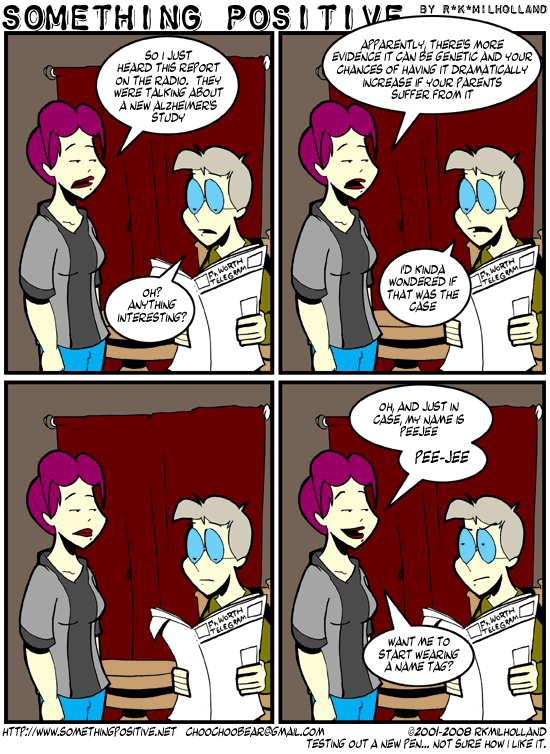 SOMETHING POSITIVE BY R*K*MILHOLLAND
SO I JUST
HEARD THIS REPORT
ON THE RADIO. THEY
WERE TALKING ABOUT
A NEW ALZHEIMER'S
STUDY
OH?
ANYTHING
INTERESTING?
FT. WORTH
TELEGRAM
APPARENTLY, THERE'S MORE
EVIDENCE IT CAN BE GENETIC AND YOUR
CHANCES OF HAVING IT DRAMATICALLY
INCREASE IF YOUR PARENTS
SUFFER FROM IT
I'D KINDA
WONDERED IF
THAT WAS THE
CASE
FT. WORTH
TELEGRAM
FT. WORTH
TELEGRAM
OH, AND JUST IN
CASE, MY NAME IS
PEEJEE
PEE-JEE
WANT ME TO
START WEARING
A NAME TAG?
FT. WORTH
TELEGRAM
HTTP://WWW.SOMETHINGPOSITIVE.NET CHOOCHOOBEAR@GMAIL.COM ©2001-2008 RKMILHOLLAND
TESTING OUT A NEW PEN... NOT SURE HOW I LIKE IT.